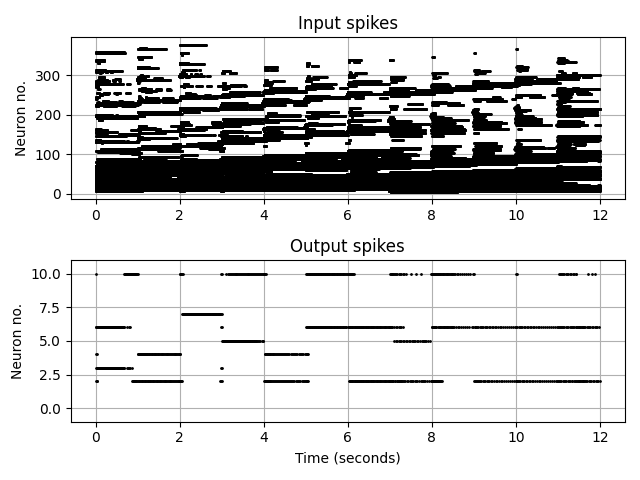 Input spikes
Neuron no.
300
200
100
0
0 2 4 6 8 10 12
Output spikes
Neuron no.
10.0
7.5
5.0
2.5
0.0
0 2 4 6 8 10 12
Time (seconds)